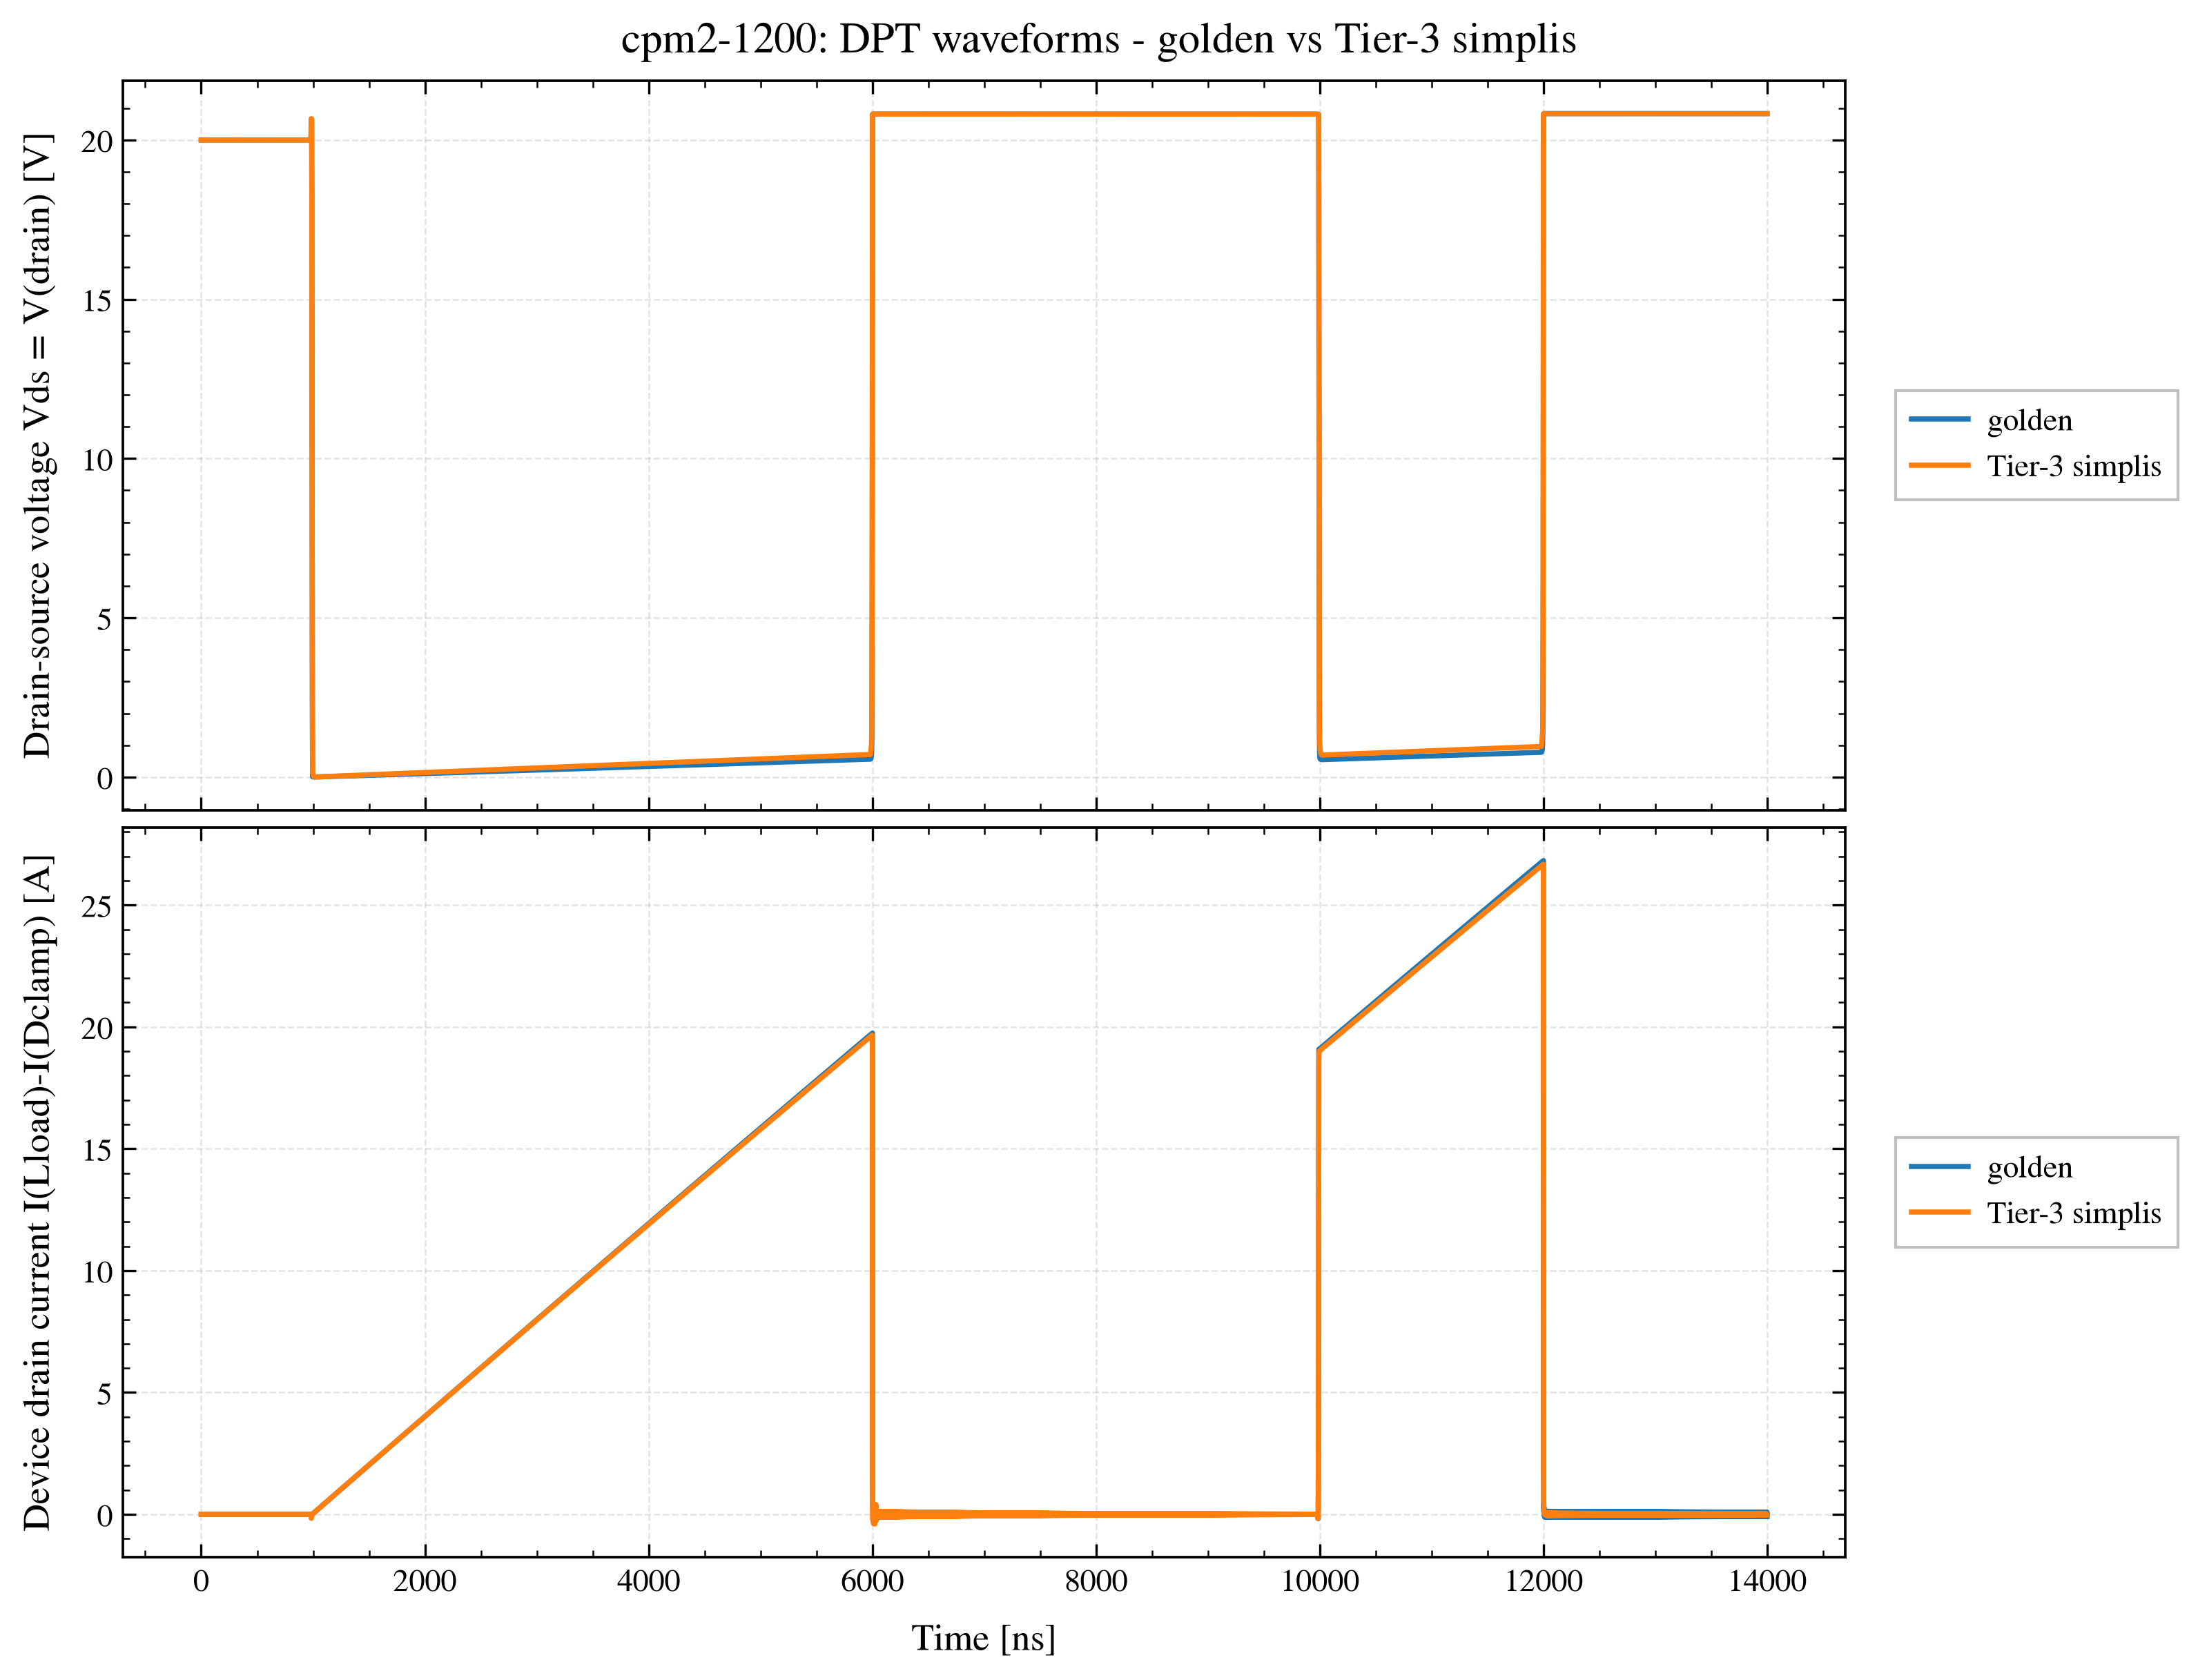 cpm2-1200: DPT waveforms - golden vs Tier-3 simplis
Drain-source voltage Vds = V(drain) [V]
20
15
10
5
0
golden
Tier-3 simplis
Device drain current I(Lload)-I(Dclamp) [A]
25
20
15
10
5
0
golden
Tier-3 simplis
0 2000 4000 6000 8000 10000 12000 14000
Time [ns]